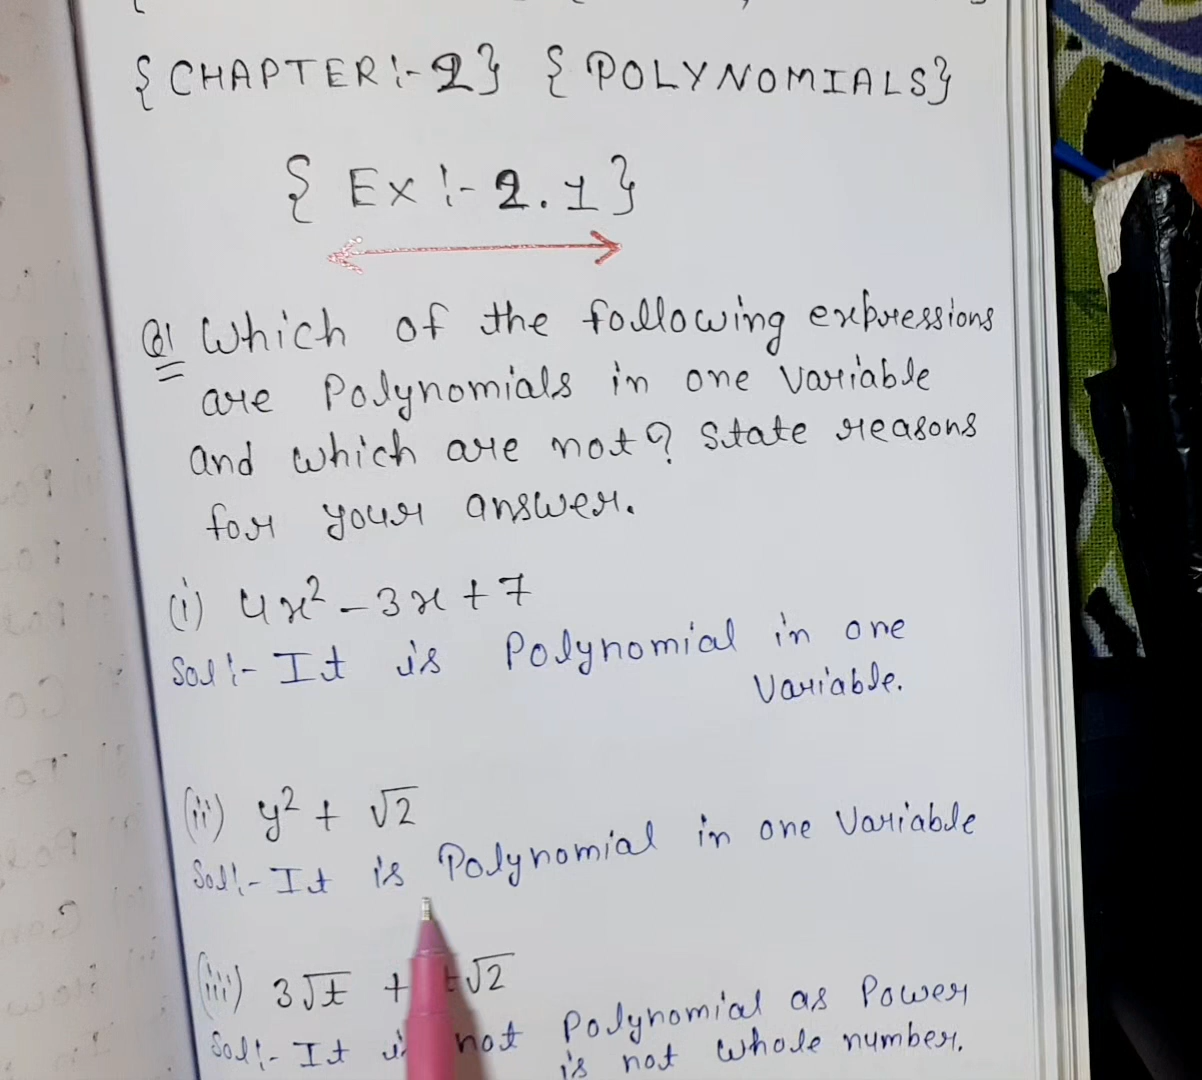 {CHAPTER:-2} {POLYNOMIALS}
{Ex:-2.1}
Q1 Which of the following expressions
are Polynomials in one variable
and which are not? State reasons
for your answer.
(i) 4x² - 3x + 7
Sol:- It is Polynomial in one
Variable.
(ii) y² + √2
Sol:- It is Polynomial in one Variable
(iii) 3√t + t√2
Sol:- It is not Polynomial as Power
is not whole number.